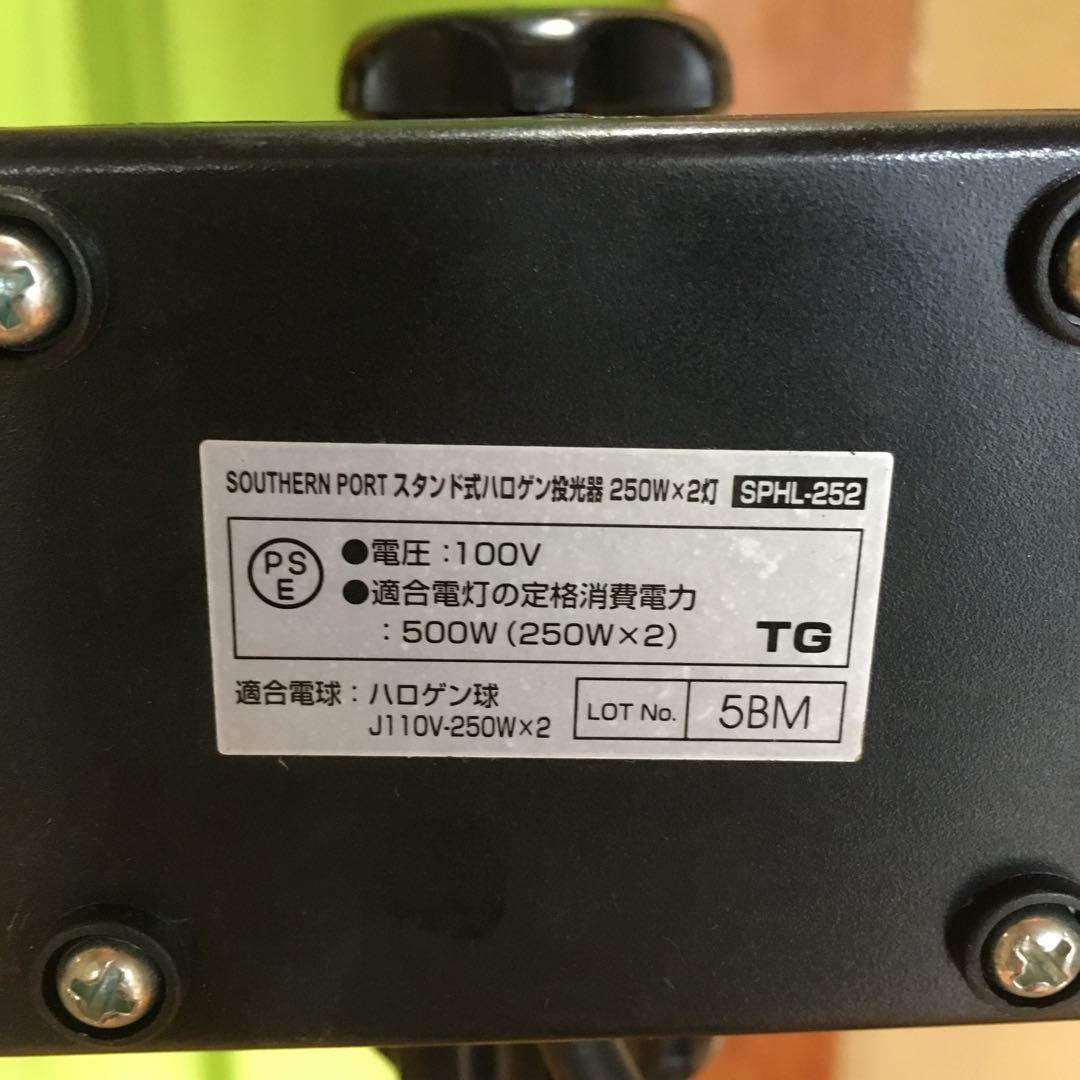 SOUTHERN PORT スタンド式ハロゲン投光器 250W×2灯 SPHL-252
PS
E
●電圧:100V
●適合電灯の定格消費電力
:500W(250W×2)
TG
適合電球:ハロゲン球
J110V-250W×2
LOT No. 5BM